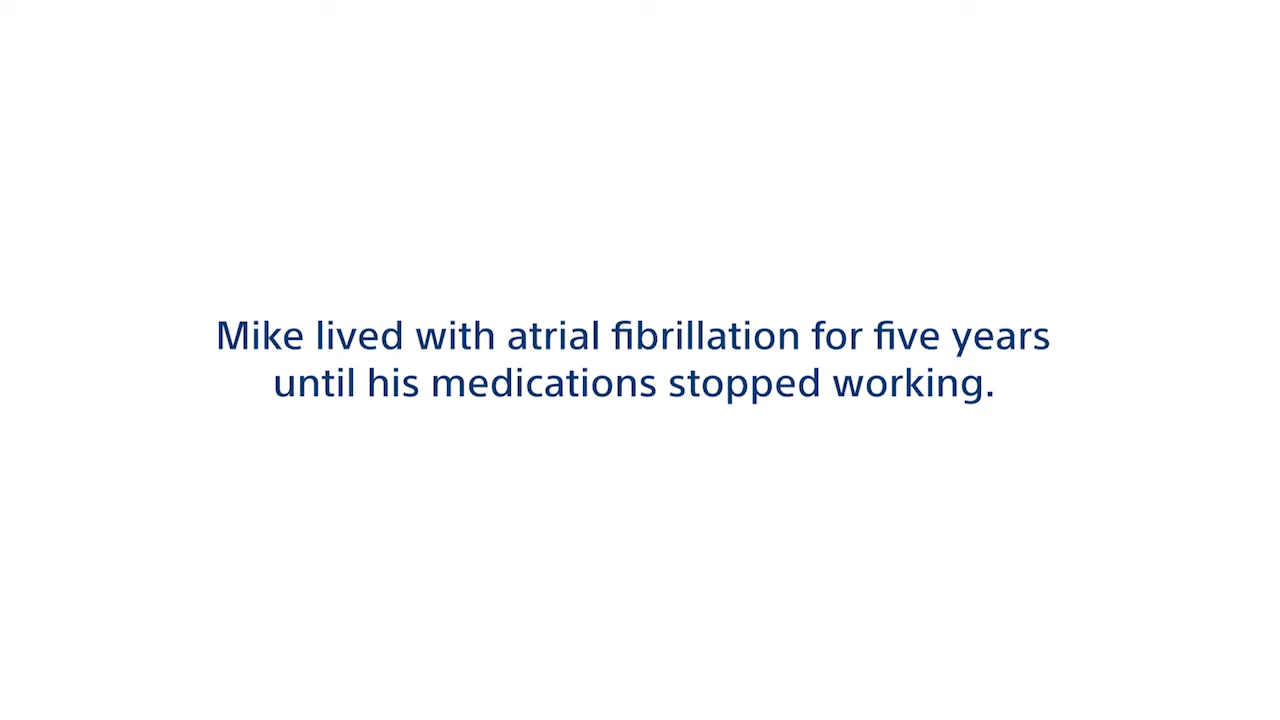 Mike lived with atrial fibrillation for five years
until his medications stopped working.